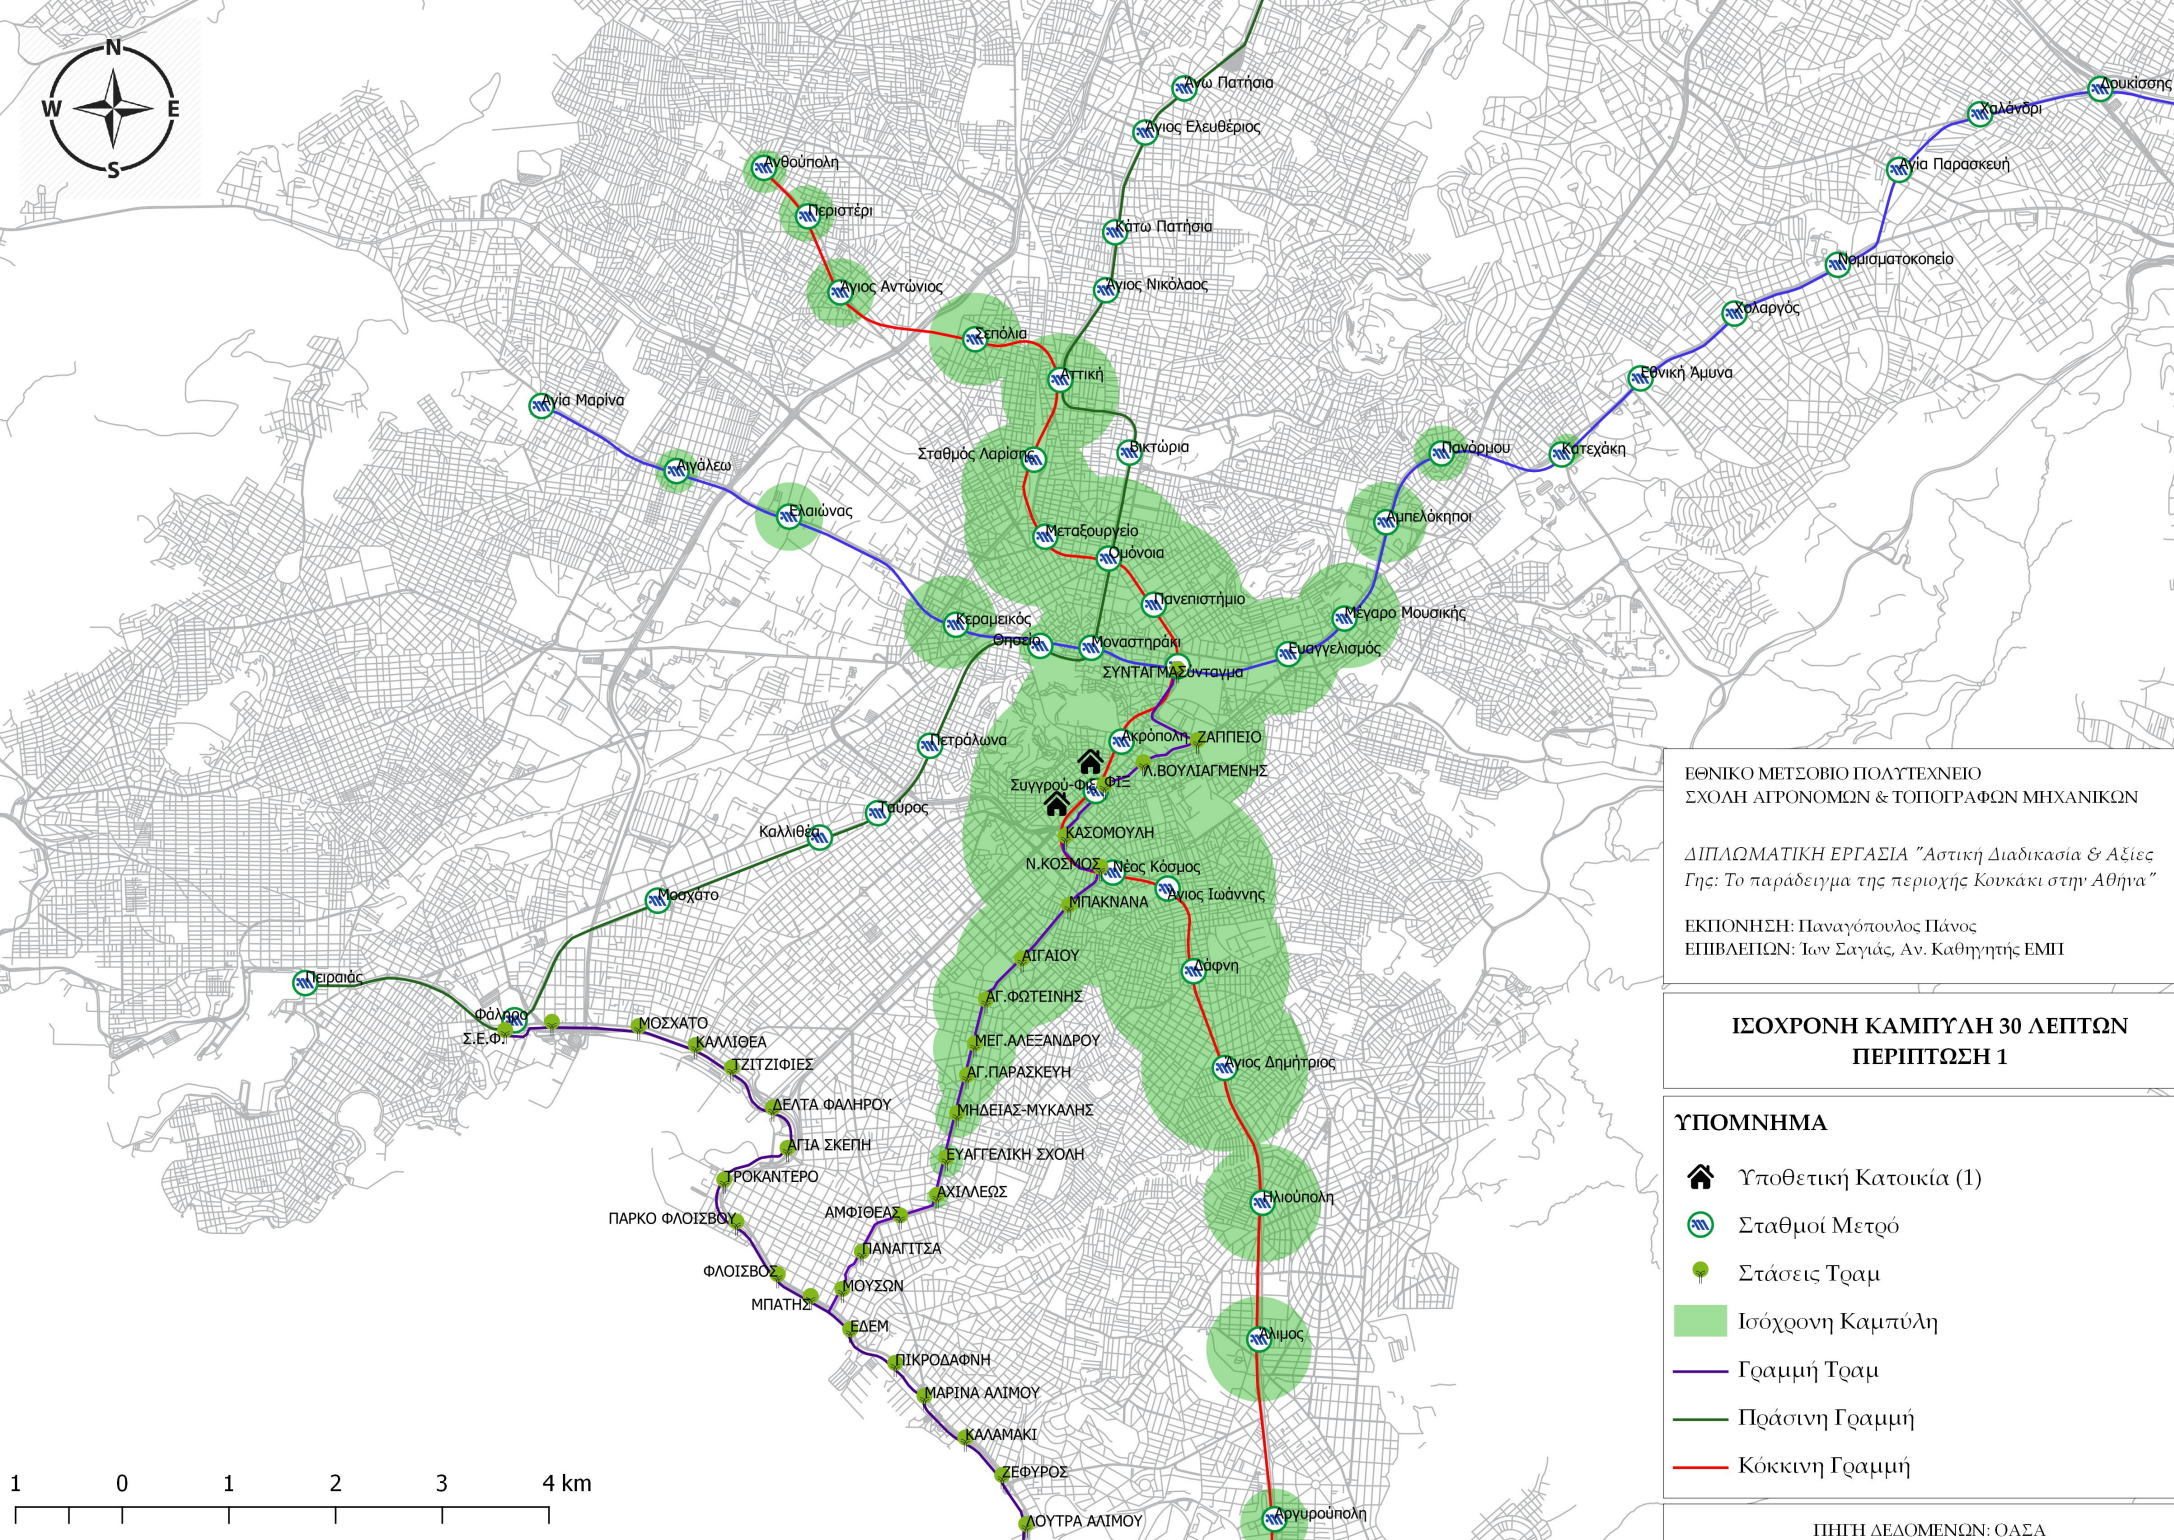 N
W
E
S
Άνω Πατήσια
Άγιος Ελευθέριος
Κάτω Πατήσια
Άγιος Νικόλαος
Ανθούπολη
Περιστέρι
Άγιος Αντώνιος
Σεπόλια
Αττική
Σταθμός Λαρίσης
Βικτώρια
Μεταξουργείο
Ομόνοια
Πανεπιστήμιο
Δουκίσσης
Χαλάνδρι
Αγία Παρασκευή
Νομισματοκοπείο
Χολαργός
Εθνική Άμυνα
Κατεχάκη
Πανόρμου
Αμπελόκηποι
Μέγαρο Μουσικής
Ευαγγελισμός
Αγία Μαρίνα
Αιγάλεω
Ελαιώνας
Κεραμεικός
Θησείο
Μοναστηράκι
ΣΥΝΤΑΓΜΑ
Σύνταγμα
Ακρόπολη
ΖΑΠΠΕΙΟ
Λ.ΒΟΥΛΙΑΓΜΕΝΗΣ
Συγγρού-Φιξ
ΦΙΞ
ΚΑΣΟΜΟΥΛΗ
Ν.ΚΟΣΜΟΣ
Νέος Κόσμος
Άγιος Ιωάννης
ΜΠΑΚΝΑΝΑ
ΑΙΓΑΙΟΥ
Δάφνη
ΑΓ.ΦΩΤΕΙΝΗΣ
ΜΕΓ.ΑΛΕΞΑΝΔΡΟΥ
ΑΓ.ΠΑΡΑΣΚΕΥΗ
Άγιος Δημήτριος
ΜΗΔΕΙΑΣ-ΜΥΚΑΛΗΣ
ΕΥΑΓΓΕΛΙΚΗ ΣΧΟΛΗ
ΑΧΙΛΛΕΩΣ
ΑΜΦΙΘΕΑΣ
ΠΑΝΑΓΙΤΣΑ
ΜΟΥΣΩΝ
Ηλιούπολη
Άλιμος
Αργυρούπολη
Πετράλωνα
Ταύρος
Καλλιθέα
Μοσχάτο
Πειραιάς
Φάληρο
Σ.Ε.Φ.
ΜΟΣΧΑΤΟ
ΚΑΛΛΙΘΕΑ
ΤΖΙΤΖΙΦΙΕΣ
ΔΕΛΤΑ ΦΑΛΗΡΟΥ
ΑΓΙΑ ΣΚΕΠΗ
ΤΡΟΚΑΝΤΕΡΟ
ΠΑΡΚΟ ΦΛΟΙΣΒΟΥ
ΦΛΟΙΣΒΟΣ
ΜΠΑΤΗΣ
ΕΔΕΜ
ΠΙΚΡΟΔΑΦΝΗ
ΜΑΡΙΝΑ ΑΛΙΜΟΥ
ΚΑΛΑΜΑΚΙ
ΖΕΦΥΡΟΣ
ΛΟΥΤΡΑ ΑΛΙΜΟΥ
1 0 1 2 3 4 km
ΕΘΝΙΚΟ ΜΕΤΣΟΒΙΟ ΠΟΛΥΤΕΧΝΕΙΟ
ΣΧΟΛΗ ΑΓΡΟΝΟΜΩΝ & ΤΟΠΟΓΡΑΦΩΝ ΜΗΧΑΝΙΚΩΝ
ΔΙΠΛΩΜΑΤΙΚΗ ΕΡΓΑΣΙΑ "Αστική Διαδικασία & Αξίες
Γης: Το παράδειγμα της περιοχής Κουκάκι στην Αθήνα"
ΕΚΠΟΝΗΣΗ: Παναγόπουλος Πάνος
ΕΠΙΒΛΕΠΩΝ: Ίων Σαγιάς, Αν. Καθηγητής ΕΜΠ
ΙΣΟΧΡΟΝΗ ΚΑΜΠΥΛΗ 30 ΛΕΠΤΩΝ
ΠΕΡΙΠΤΩΣΗ 1
ΥΠΟΜΝΗΜΑ
Υποθετική Κατοικία (1)
Σταθμοί Μετρό
Στάσεις Τραμ
Ισόχρονη Καμπύλη
Γραμμή Τραμ
Πράσινη Γραμμή
Κόκκινη Γραμμή
ΠΗΓΗ ΔΕΔΟΜΕΝΩΝ: ΟΑΣΑ